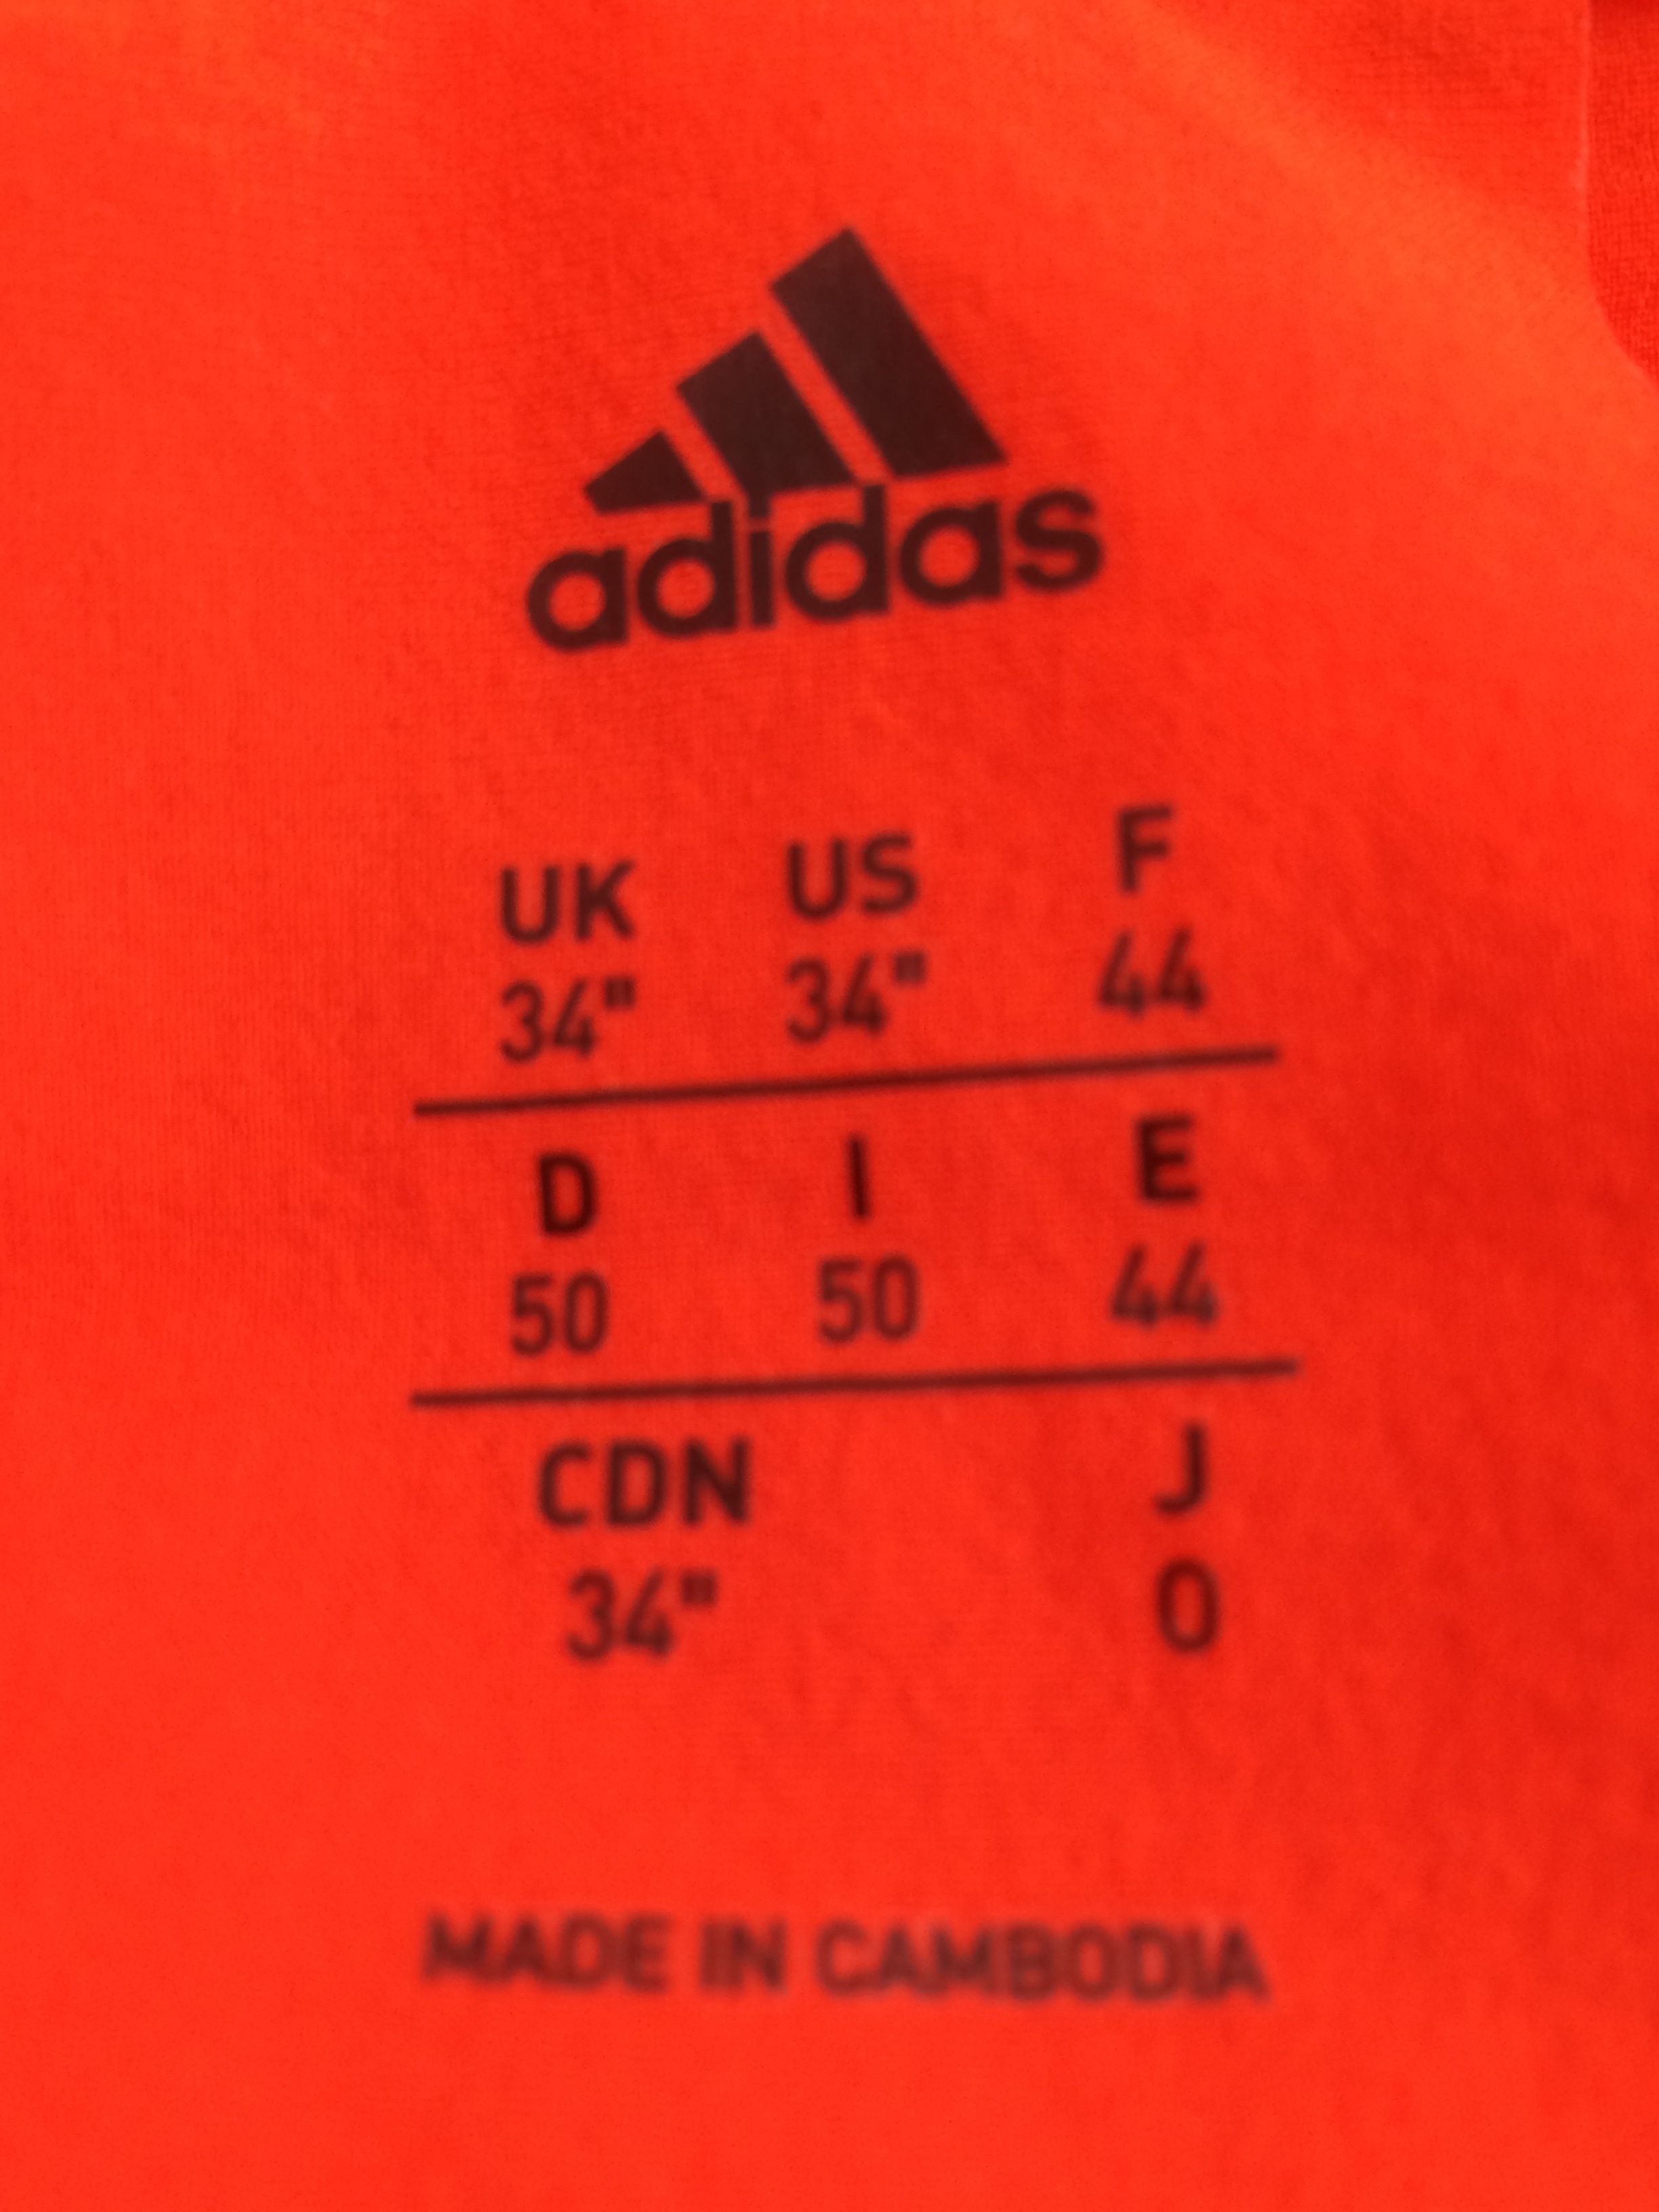 adidas
UK US F
34" 34" 44
D I E
50 50 44
CDN J
34" O
MADE IN CAMBODIA